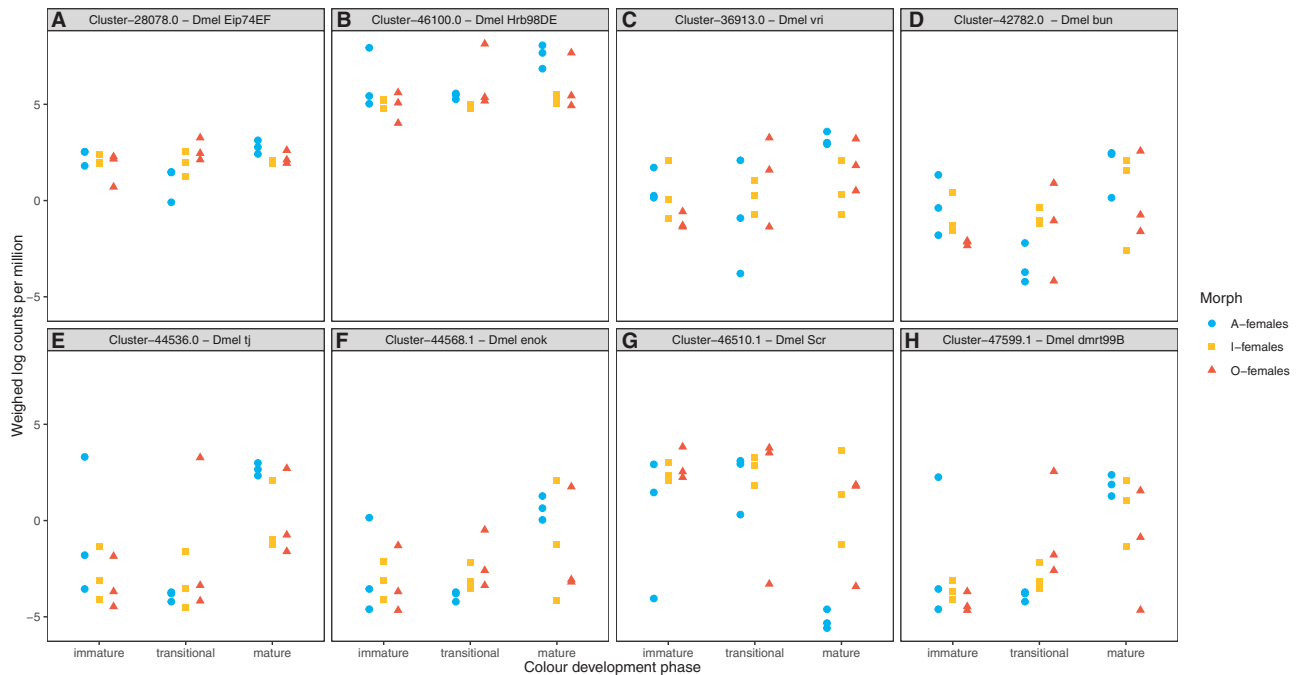 A Cluster−28078.0 − Dmel Eip74EF
B Cluster−46100.0 − Dmel Hrb98DE
C Cluster−36913.0 − Dmel vri
D Cluster−42782.0 − Dmel bun
5
0
−5
E Cluster−44536.0 − Dmel tj
F Cluster−44568.1 − Dmel enok
G Cluster−46510.1 − Dmel Scr
H Cluster−47599.1 − Dmel dmrt99B
5
0
−5
Weighed log counts per million
immature transitional mature
immature transitional mature
immature transitional mature
immature transitional mature
Colour development phase
Morph
A−females
I−females
O−females